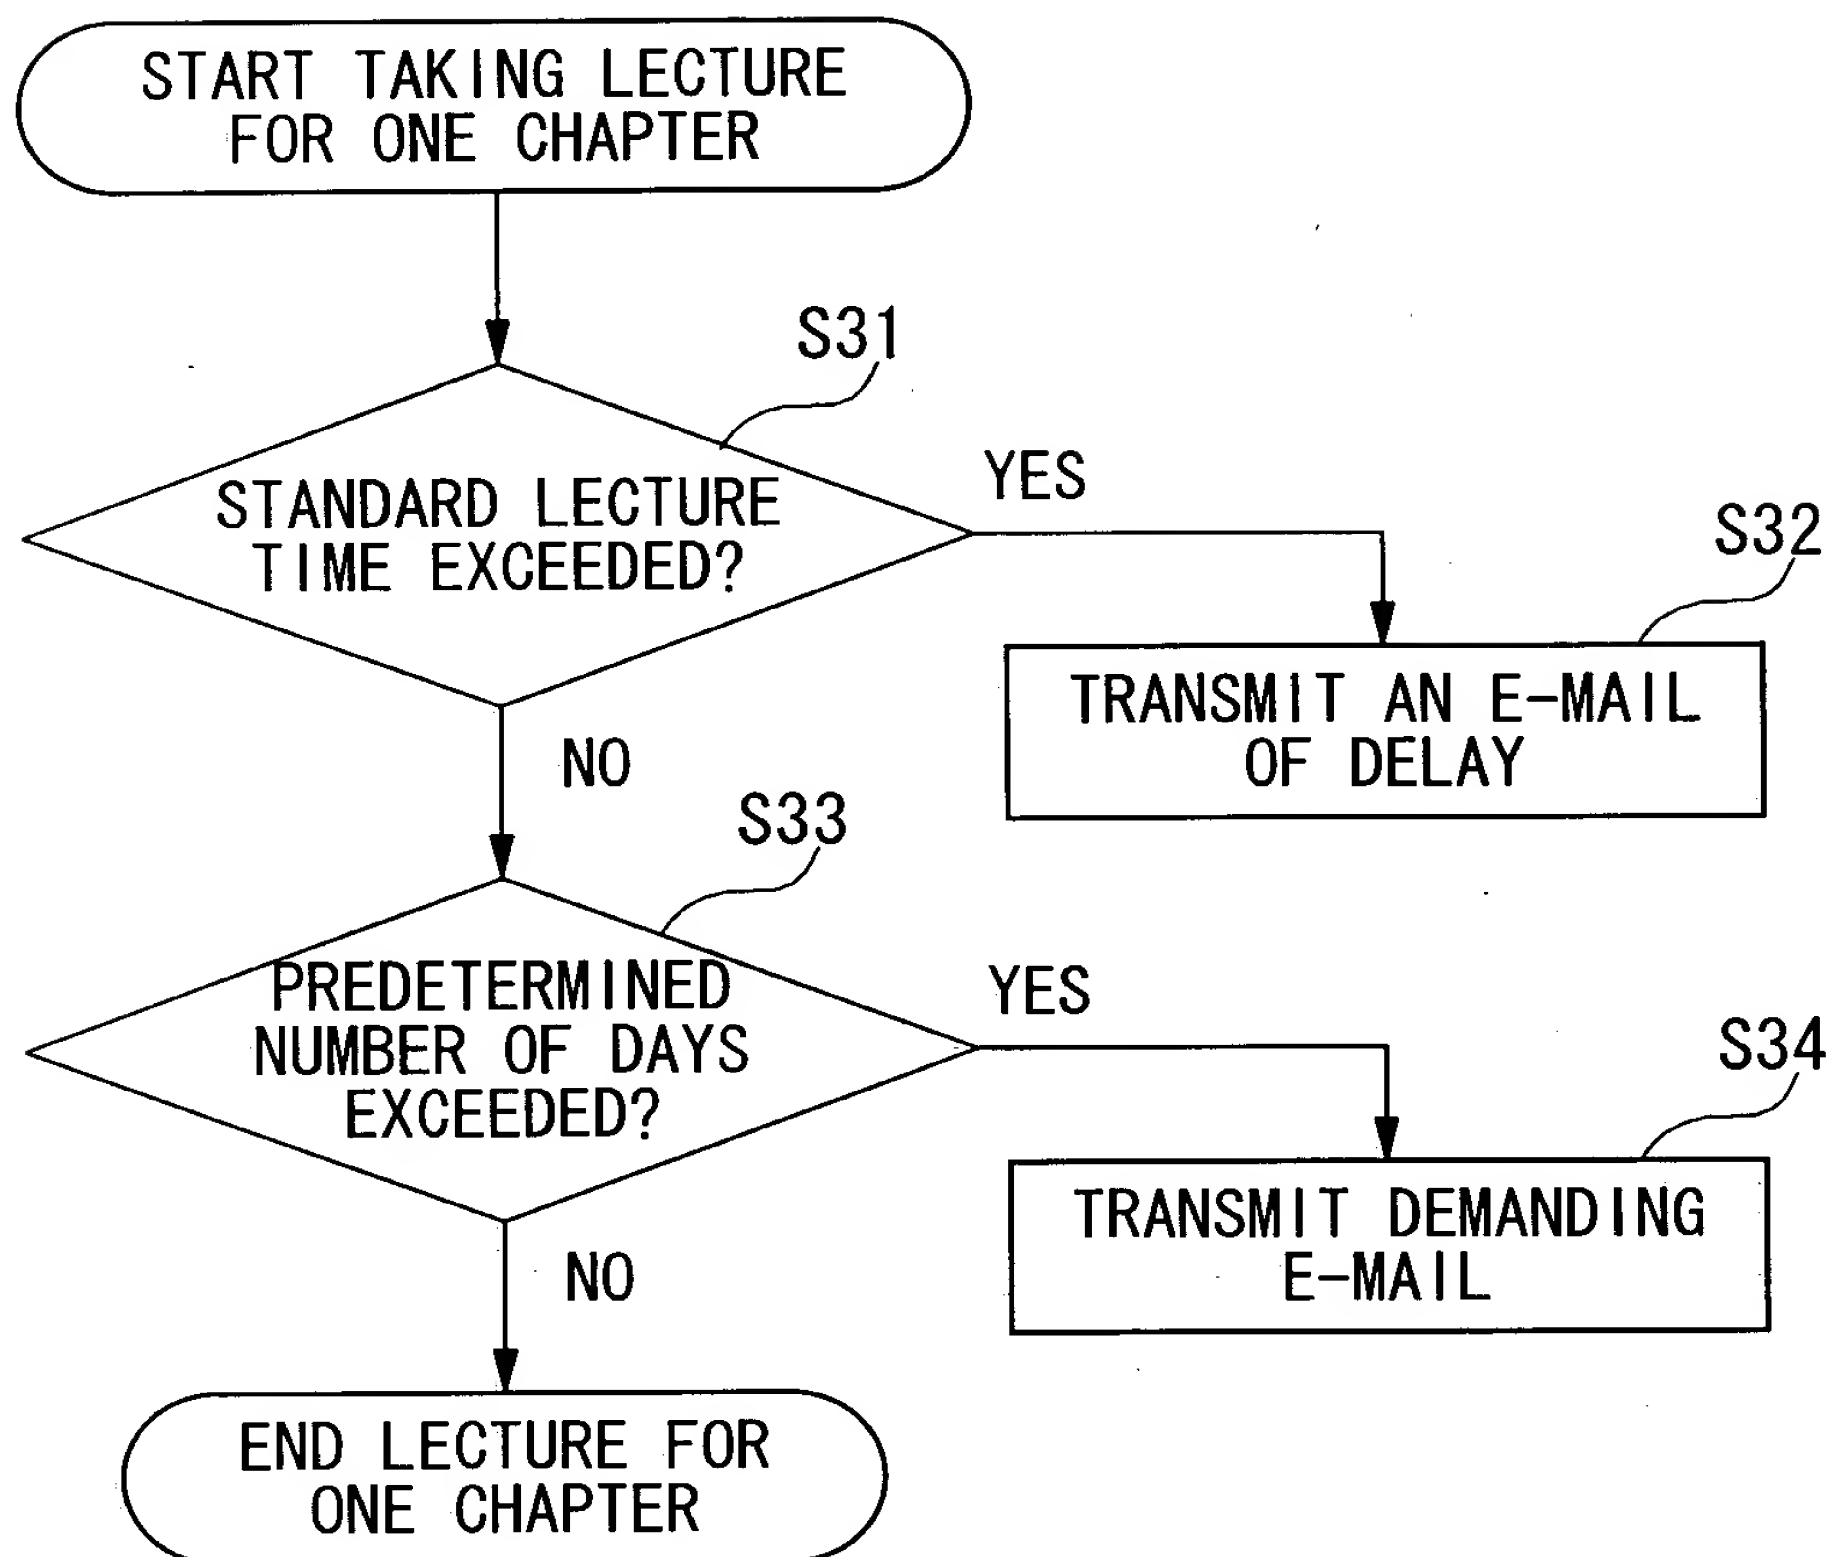 START TAKING LECTURE
FOR ONE CHAPTER
S31
STANDARD LECTURE
TIME EXCEEDED?
YES
S32
TRANSMIT AN E-MAIL
OF DELAY
NO
S33
PREDETERMINED
NUMBER OF DAYS
EXCEEDED?
YES
S34
TRANSMIT DEMANDING
E-MAIL
NO
END LECTURE FOR
ONE CHAPTER